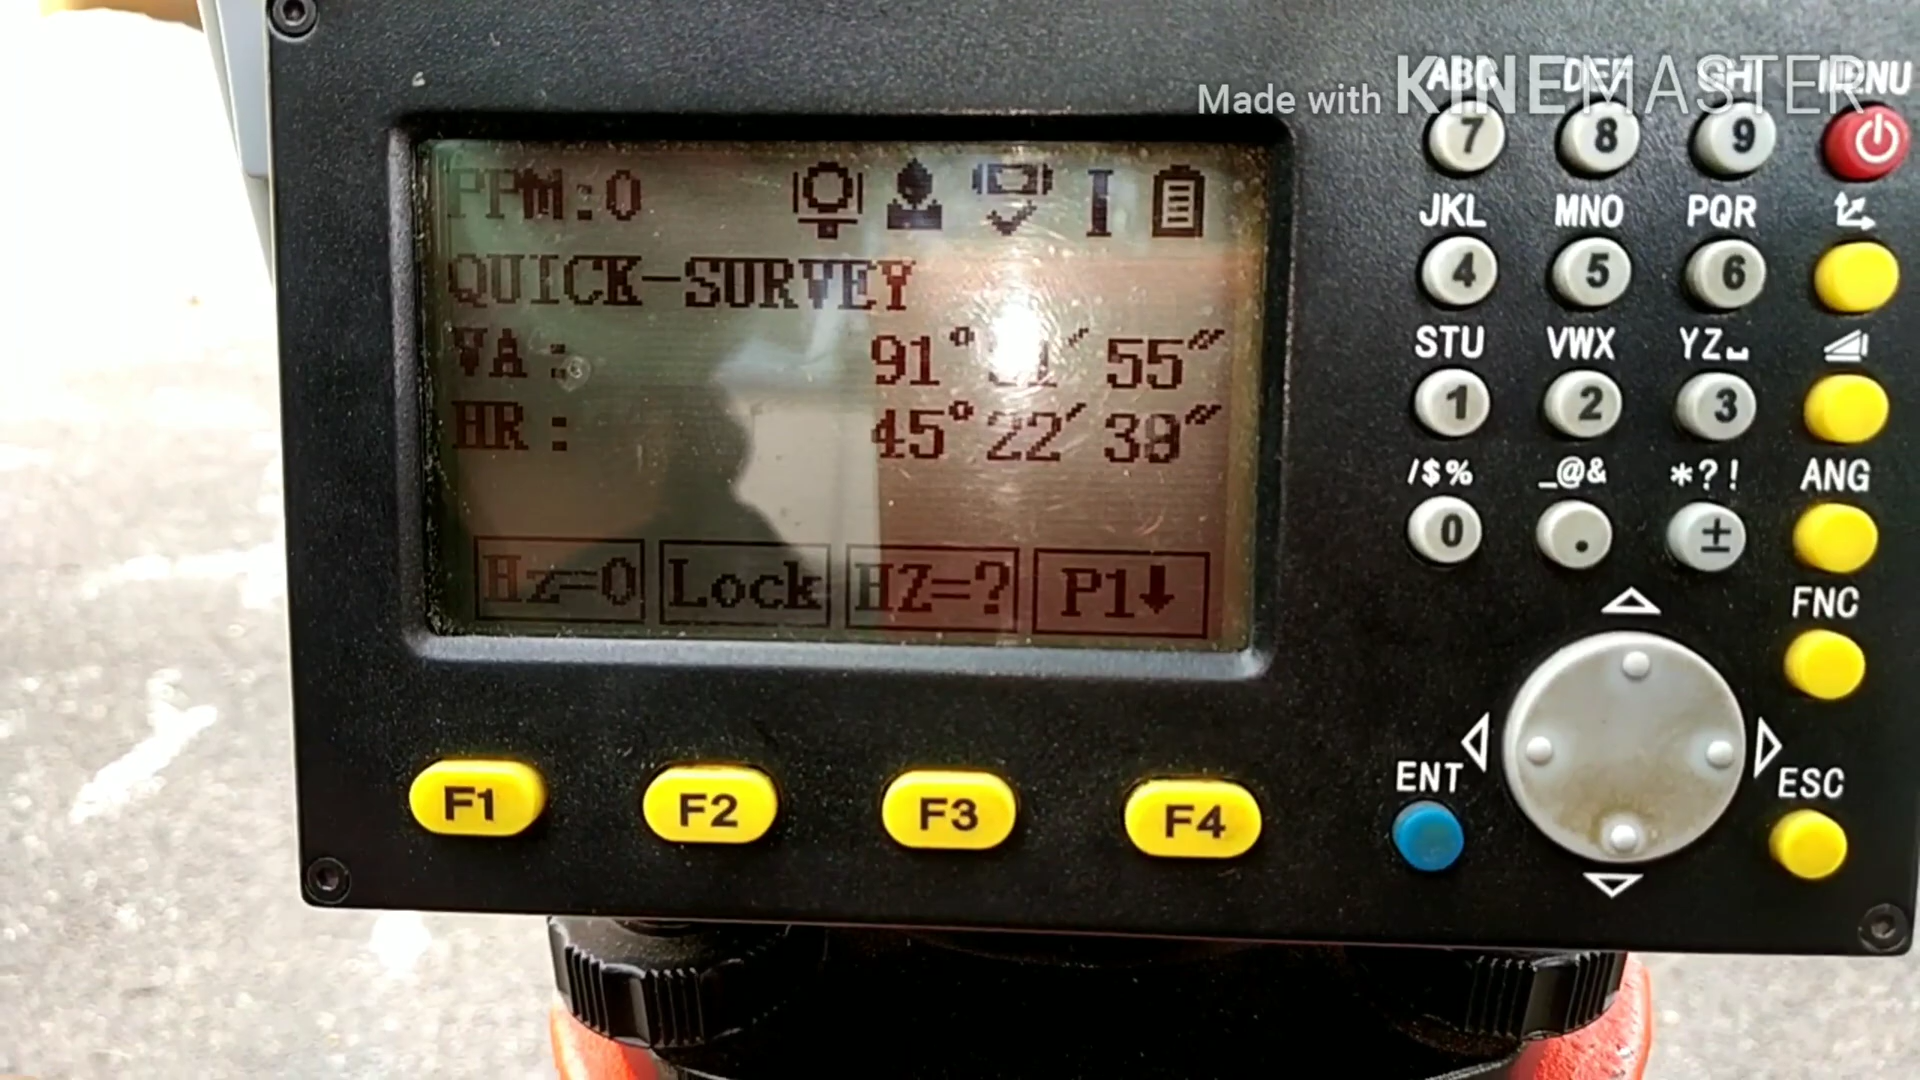 Made with KINEMASTER
PPM:0
QUICK-SURVEY
VA : 91° 55″
HR : 45°22′39″
Hz=0 Lock HZ=? P1↓
F1 F2 F3 F4
ABC DEF GHI MENU
7 8 9
JKL MNO PQR
4 5 6
STU VWX YZ␣
1 2 3
/$% _@& *?! ANG
0 . ±
FNC
ENT ESC